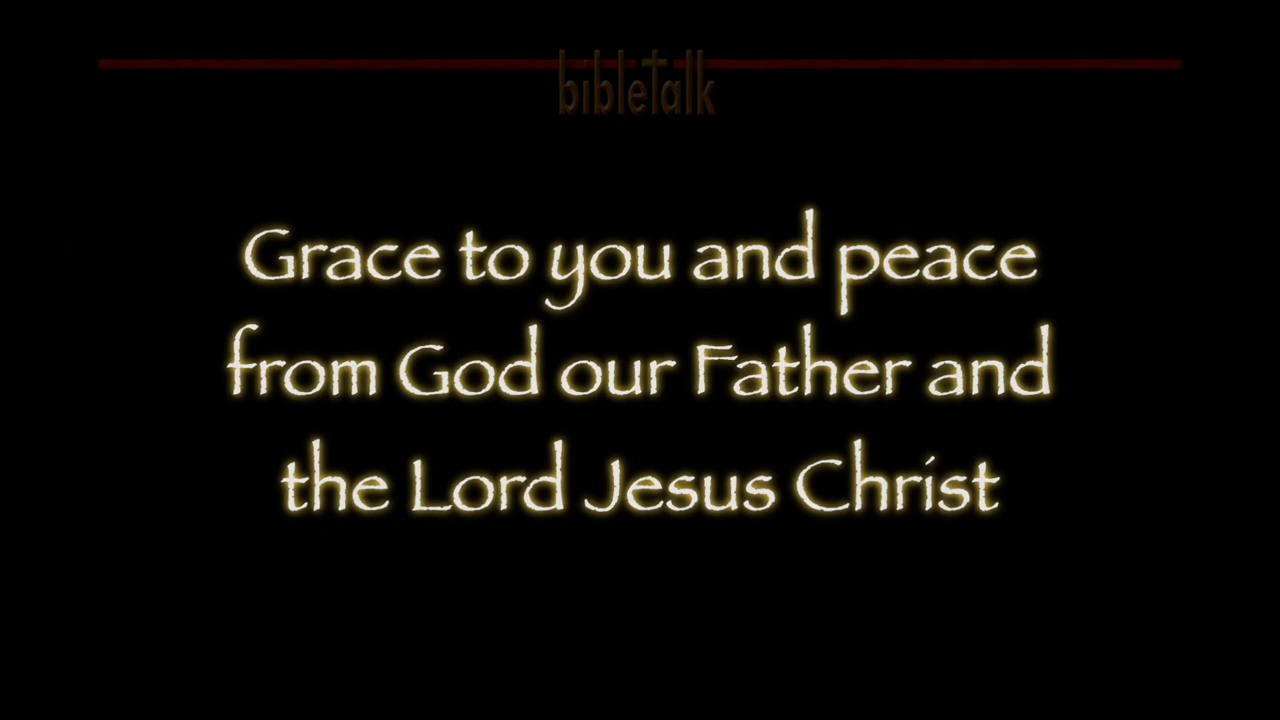 bibleTalk
Grace to you and peace
from God our Father and
the Lord Jesus Christ